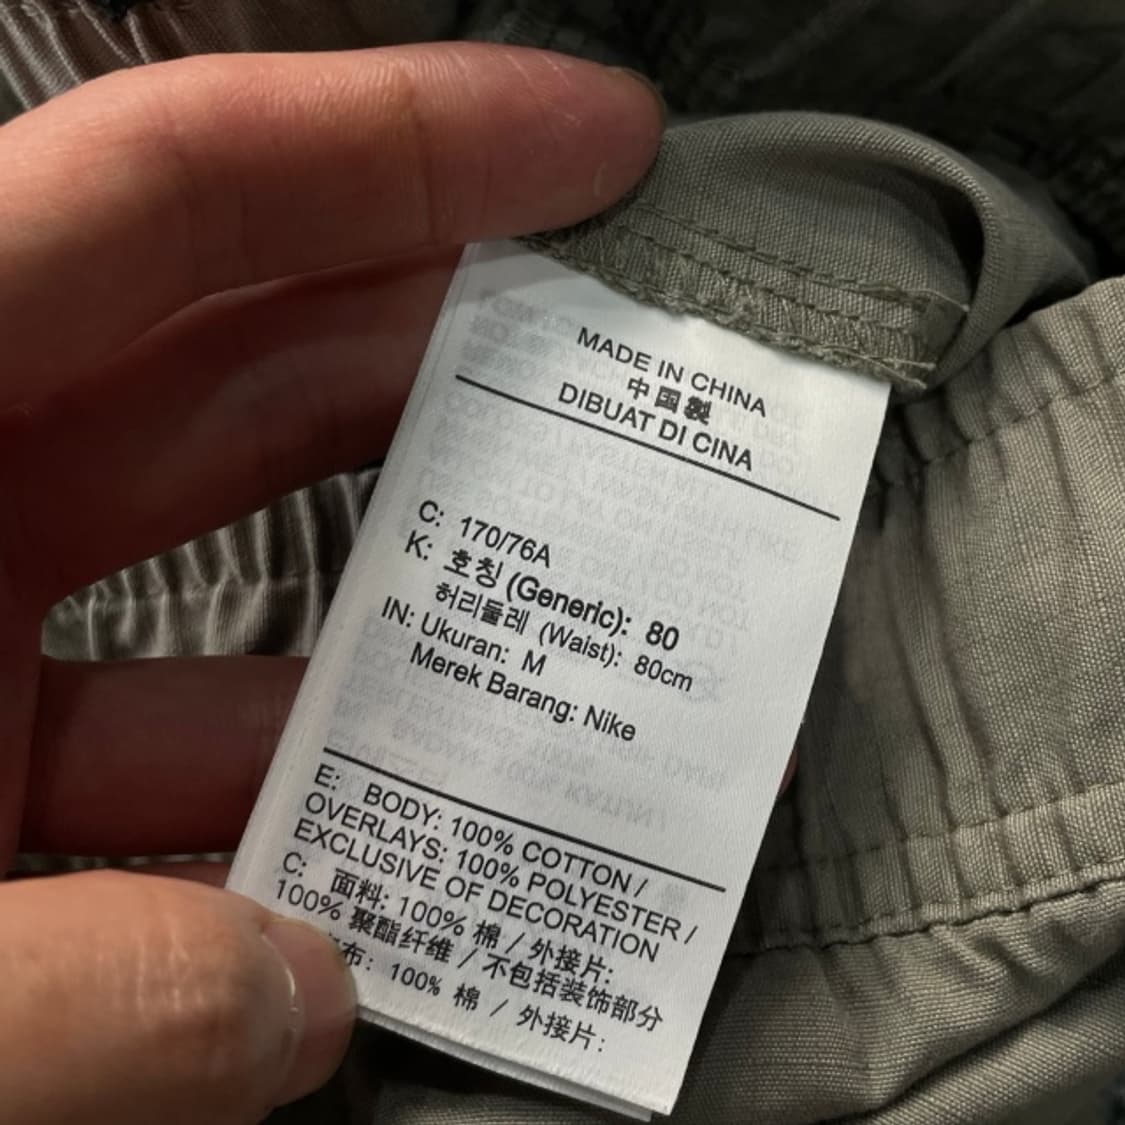 MADE IN CHINA
中国製
DIBUAT DI CINA
C: 170/76A
K: 호칭 (Generic): 80
허리둘레 (Waist): 80cm
IN: Ukuran: M
Merek Barang: Nike
E: BODY: 100% COTTON /
OVERLAYS: 100% POLYESTER /
EXCLUSIVE OF DECORATION
C: 面料: 100% 棉 / 外接片:
100% 聚酯纤维 / 不包括装饰部分
布: 100% 棉 / 外接片: